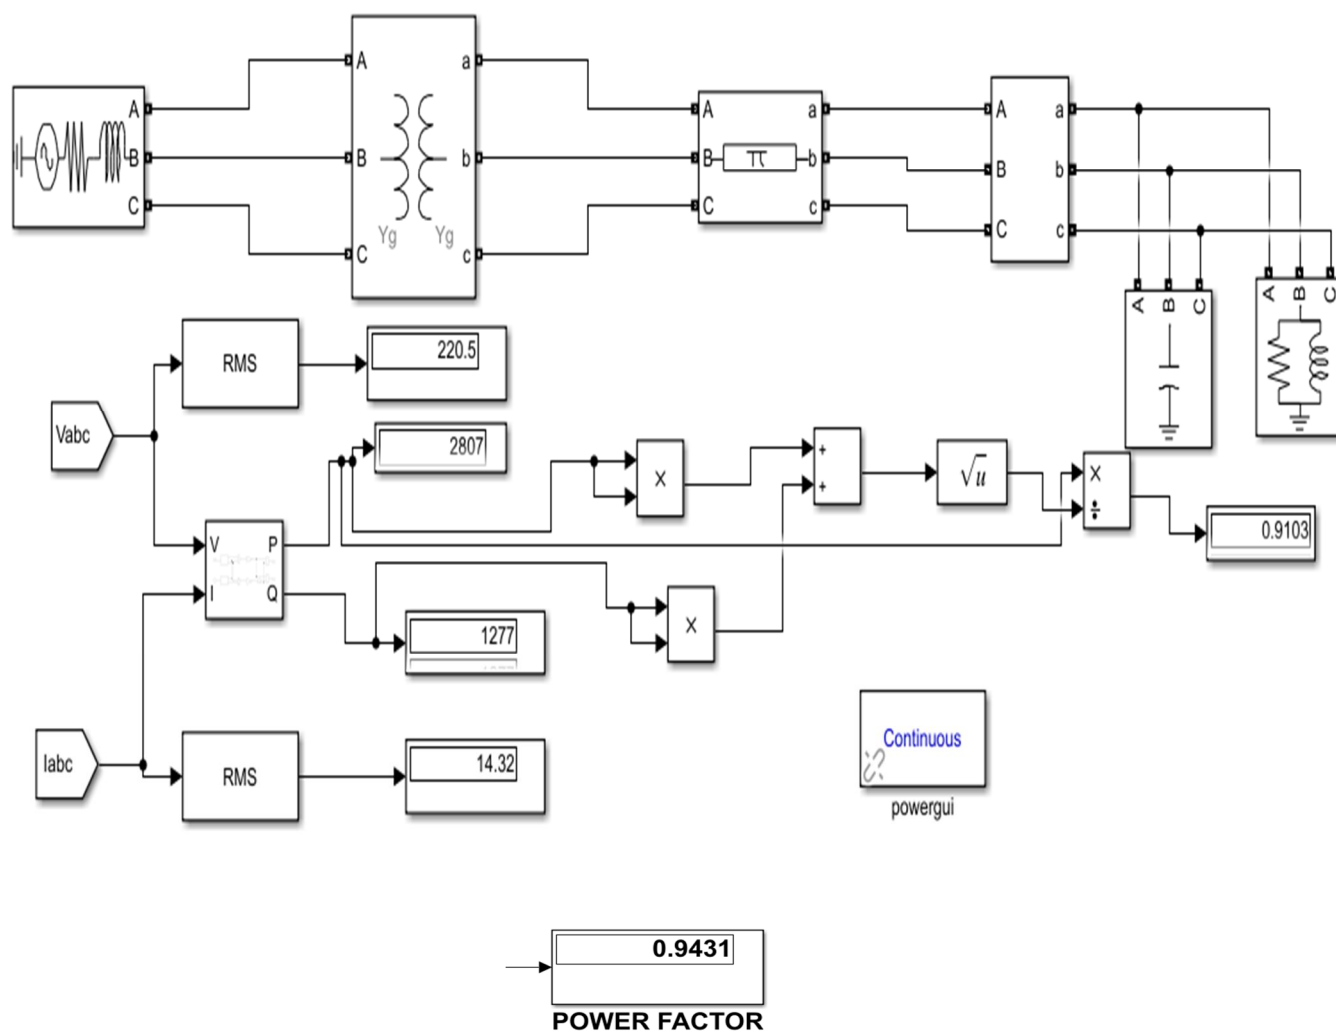 A
a
A
a
A
a
A
B
B
b
B
π
b
B
b
C
C
c
C
c
C
c
Yg
Yg
A
B
C
A
B
C
RMS
220.5
Vabc
2807
×
+
+
√u
×
÷
0.9103
V
P
I
Q
1277
×
Iabc
RMS
14.32
Continuous
powergui
0.9431
POWER FACTOR